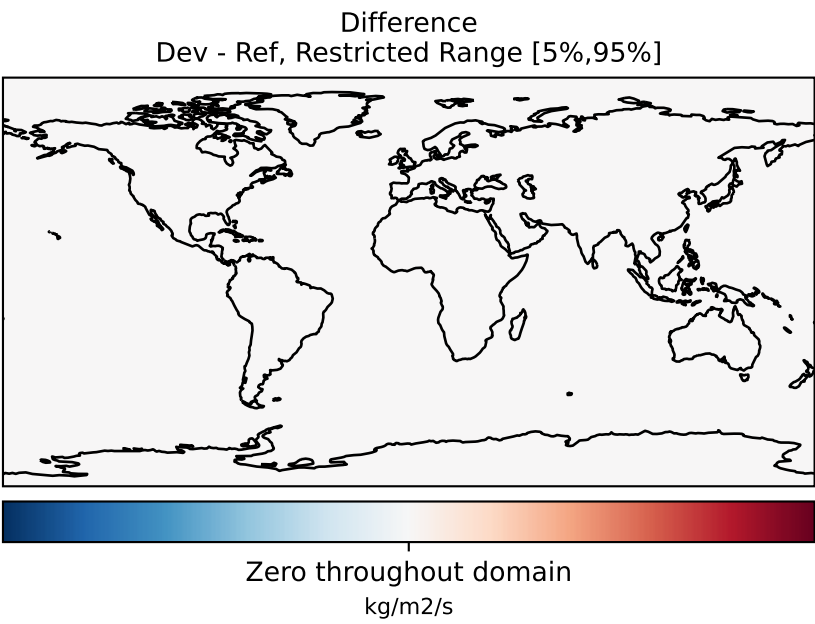 Difference
Dev - Ref, Restricted Range [5%,95%]
Zero throughout domain
kg/m2/s